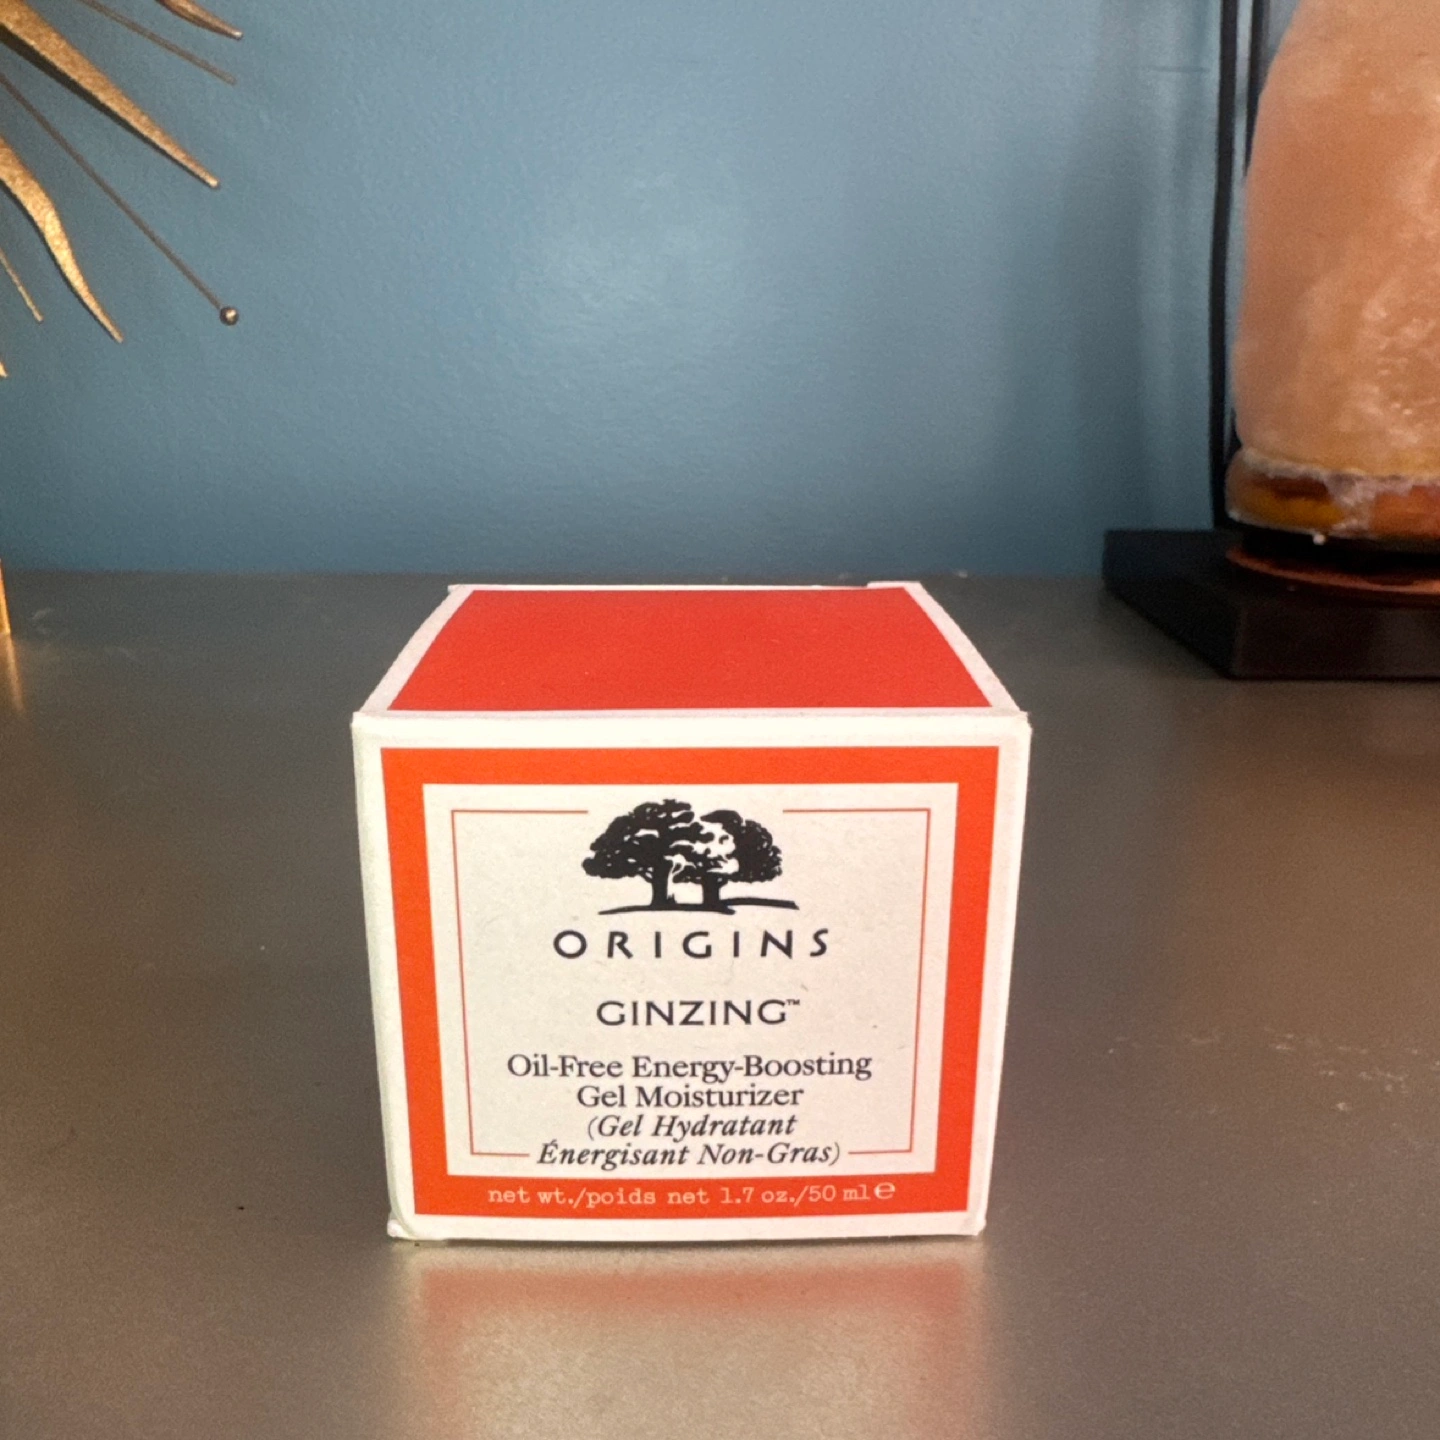 ORIGINS
GINZING™
Oil-Free Energy-Boosting
Gel Moisturizer
(Gel Hydratant
Énergisant Non-Gras)
net wt./poids net 1.7 oz./50 ml ℮